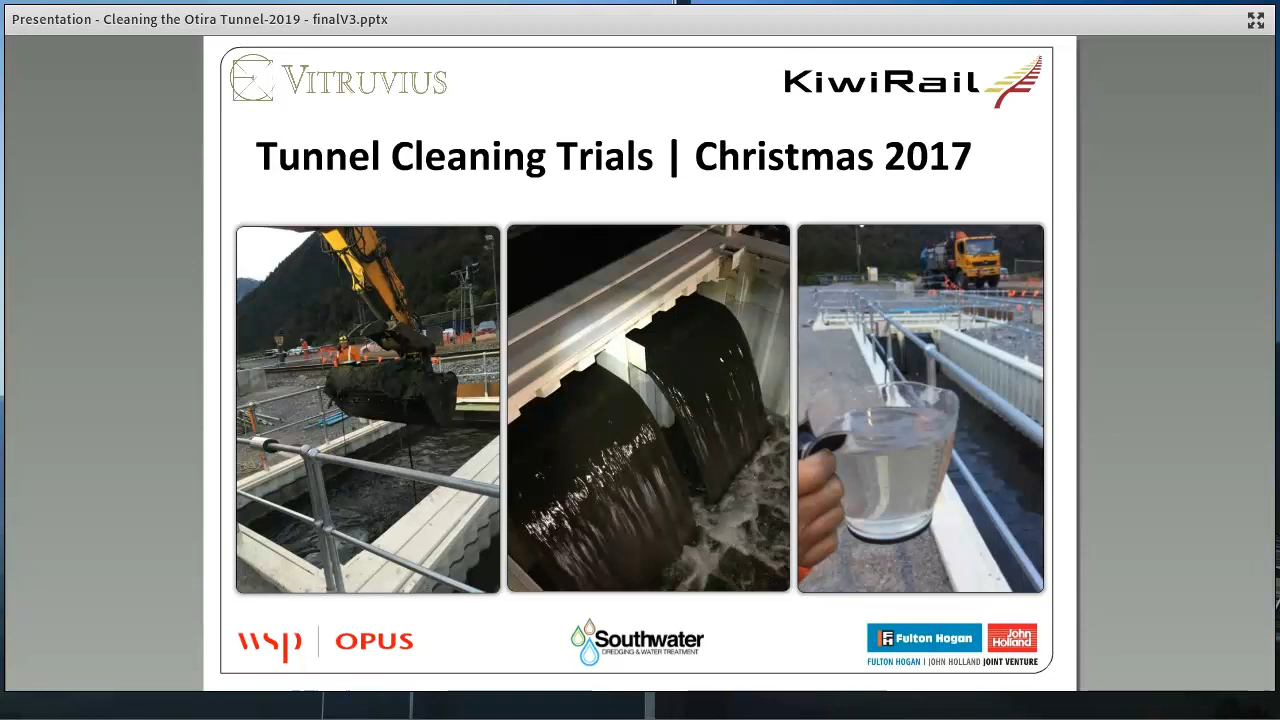 Presentation - Cleaning the Otira Tunnel-2019 - finalV3.pptx
VITRUVIUS
KiwiRail
Tunnel Cleaning Trials | Christmas 2017
wsp | OPUS
Southwater
DREDGING & WATER TREATMENT
Fulton Hogan
John Holland
FULTON HOGAN | JOHN HOLLAND JOINT VENTURE